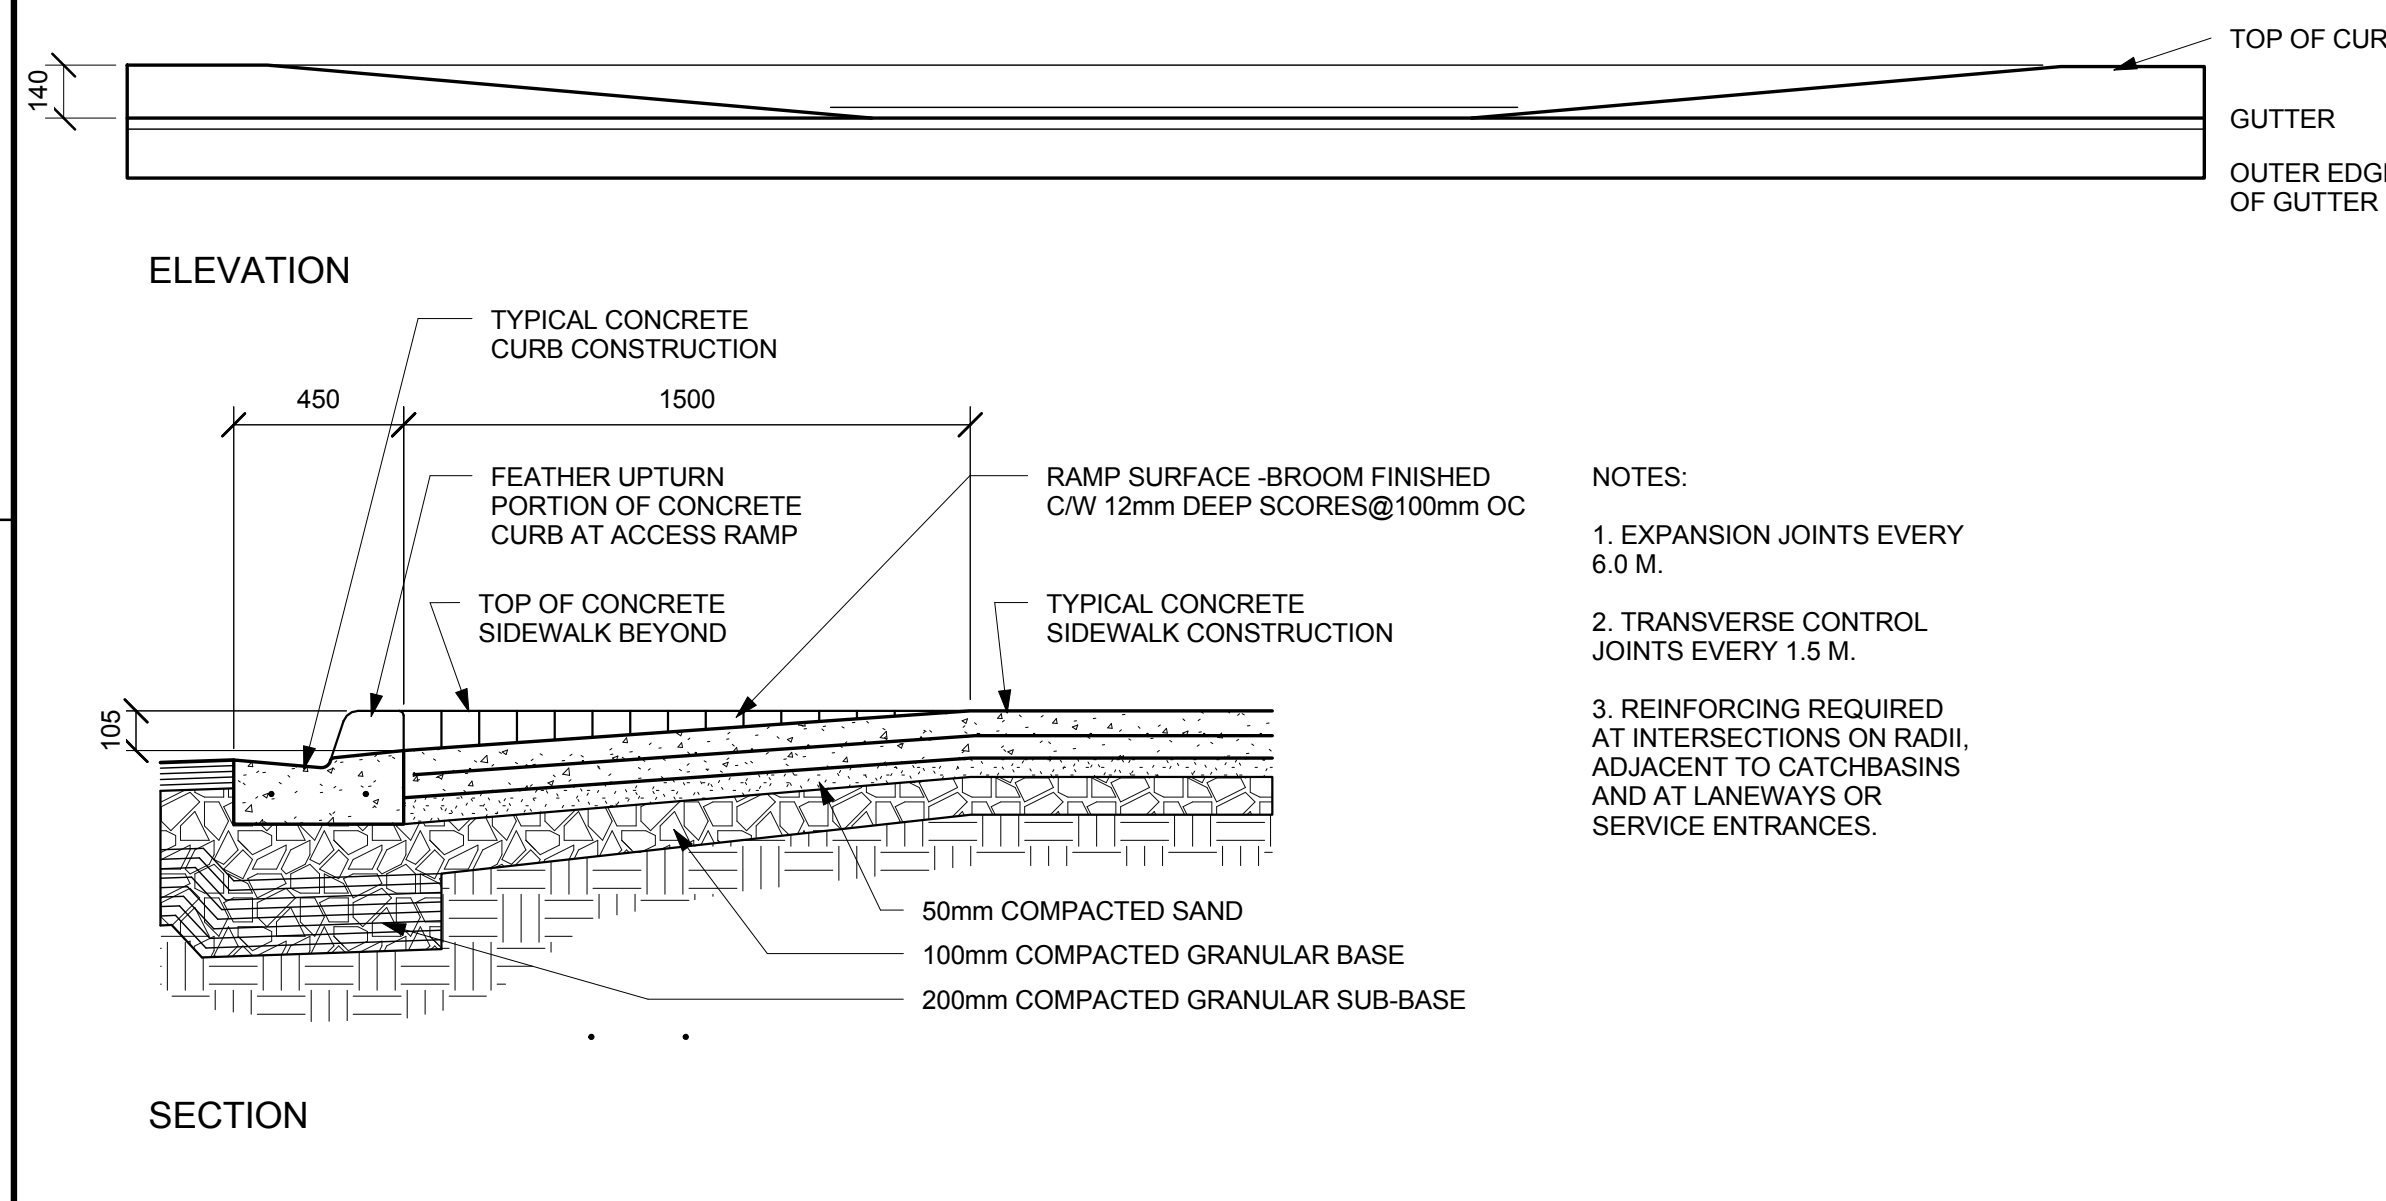 TOP OF CUR
140
GUTTER
OUTER EDGE
OF GUTTER
ELEVATION
TYPICAL CONCRETE
CURB CONSTRUCTION
450
1500
FEATHER UPTURN
PORTION OF CONCRETE
CURB AT ACCESS RAMP
RAMP SURFACE -BROOM FINISHED
C/W 12mm DEEP SCORES@100mm OC
TOP OF CONCRETE
SIDEWALK BEYOND
TYPICAL CONCRETE
SIDEWALK CONSTRUCTION
105
50mm COMPACTED SAND
100mm COMPACTED GRANULAR BASE
200mm COMPACTED GRANULAR SUB-BASE
SECTION
NOTES:
1. EXPANSION JOINTS EVERY
6.0 M.
2. TRANSVERSE CONTROL
JOINTS EVERY 1.5 M.
3. REINFORCING REQUIRED
AT INTERSECTIONS ON RADII,
ADJACENT TO CATCHBASINS
AND AT LANEWAYS OR
SERVICE ENTRANCES.